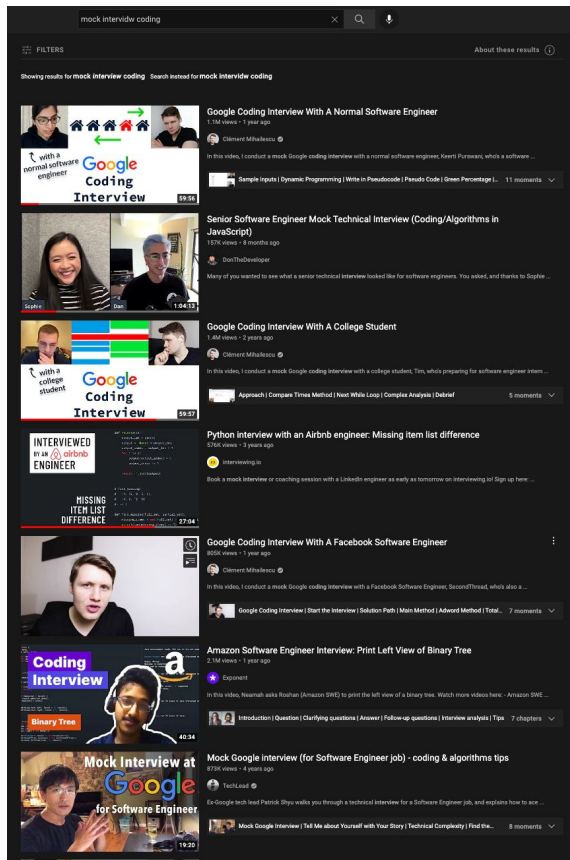 mock intervidw coding
FILTERS
About these results
Showing results for mock interview coding Search instead for mock intervidw coding
with a
normal software
engineer
Google
Coding
Interview
59:56
Google Coding Interview With A Normal Software Engineer
1.1M views • 1 year ago
Clément Mihailescu
In this video, I conduct a mock Google coding interview with a normal software engineer, Keerti Purswani, who's a software ...
Sample Inputs | Dynamic Programming | Write in Pseudocode | Pseudo Code | Green Percentage |...
11 moments
Sophie
Dan
1:04:13
Senior Software Engineer Mock Technical Interview (Coding/Algorithms in
JavaScript)
157K views • 8 months ago
DonTheDeveloper
Many of you wanted to see what a senior technical interview looked like for software engineers. You asked, and thanks to Sophie ...
with a
college
student
Google
Coding
Interview
59:57
Google Coding Interview With A College Student
1.4M views • 2 years ago
Clément Mihailescu
In this video, I conduct a mock Google coding interview with a college student, Tim, who's preparing for software engineer intern ...
Approach | Compare Times Method | Next While Loop | Complex Analysis | Debrief
5 moments
INTERVIEWED
BY AN airbnb
ENGINEER
MISSING
ITEM LIST
DIFFERENCE
27:04
Python interview with an Airbnb engineer: Missing item list difference
576K views • 3 years ago
interviewing.io
Book a mock interview or coaching session with a LinkedIn engineer as early as tomorrow on interviewing.io! Sign up here: ...
Google Coding Interview With A Facebook Software Engineer
805K views • 1 year ago
Clément Mihailescu
In this video, I conduct a mock Google coding interview with a Facebook Software Engineer, SecondThread, who's also a ...
Google Coding Interview | Start the Interview | Solution Path | Main Method | Adword Method | Total...
7 moments
Coding
Interview
Binary Tree
a
40:34
Amazon Software Engineer Interview: Print Left View of Binary Tree
2.1M views • 1 year ago
Exponent
In this video, Neamah asks Roshan (Amazon SWE) to print the left view of a binary tree. Watch more videos here: - Amazon SWE ...
Introduction | Question | Clarifying questions | Answer | Follow-up questions | Interview analysis | Tips
7 chapters
Mock Interview at
Google
for Software Engineer
19:20
Mock Google interview (for Software Engineer job) - coding & algorithms tips
873K views • 4 years ago
TechLead
Ex-Google tech lead Patrick Shyu walks you through a technical interview for a Software Engineer job, and explains how to ace ...
Mock Google Interview | Tell Me about Yourself with Your Story | Technical Complexity | Find the...
8 moments